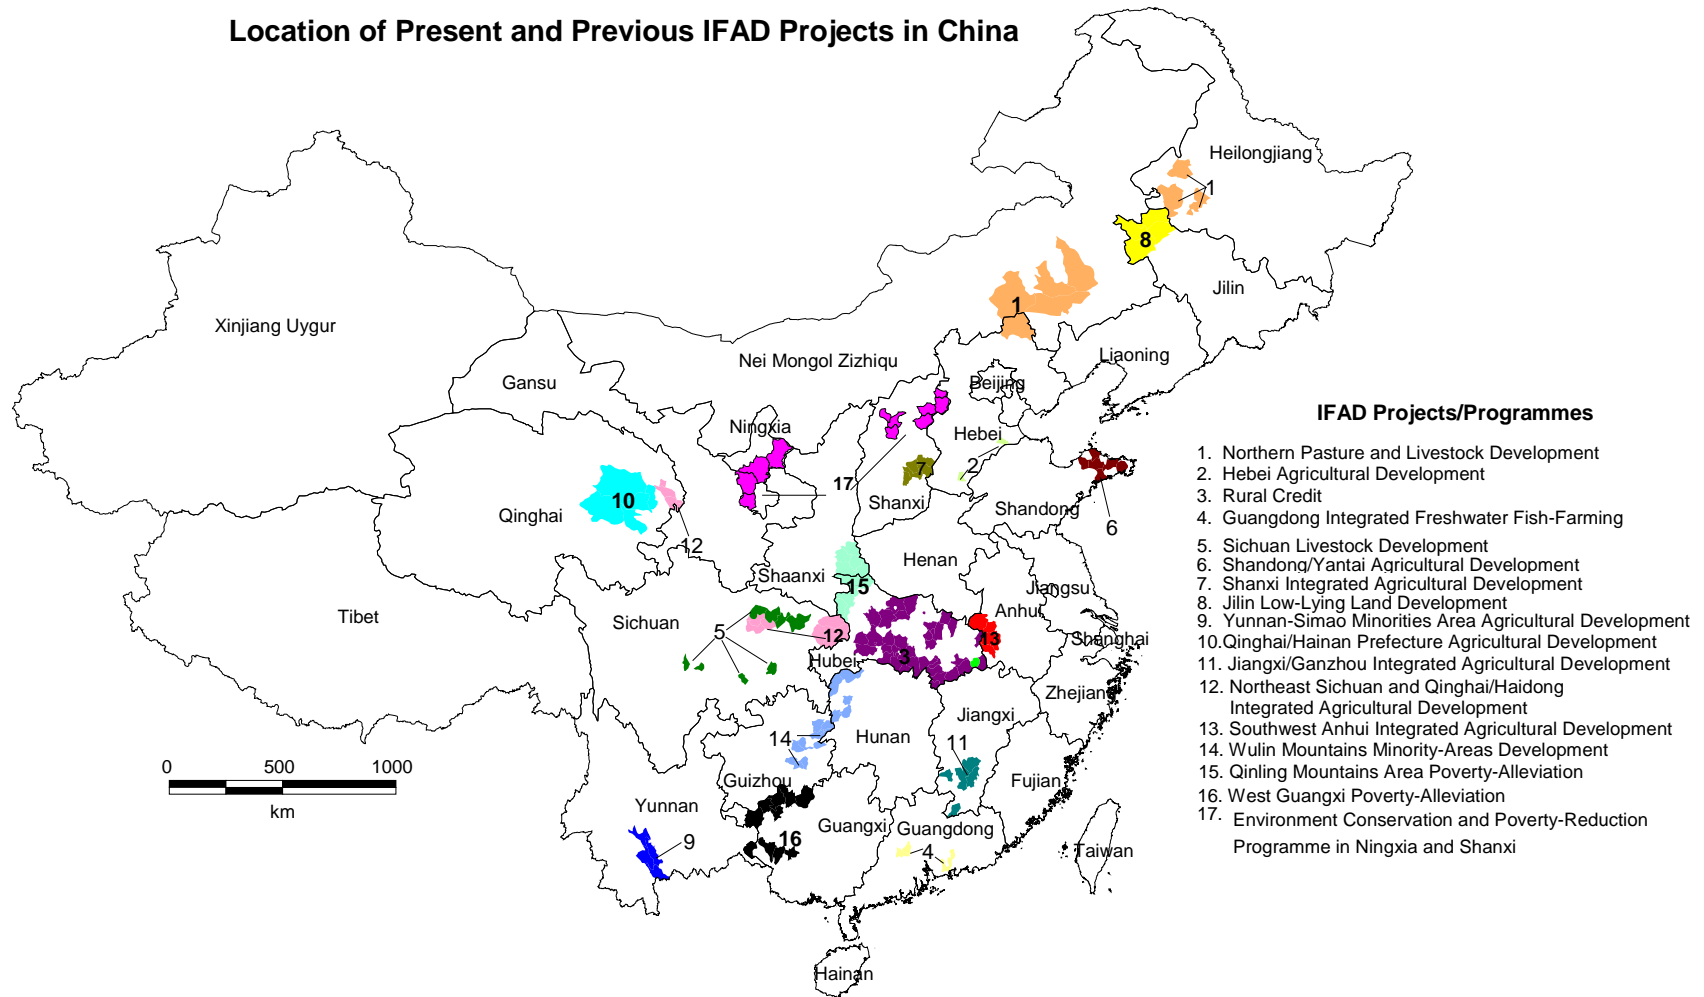 Location of Present and Previous IFAD Projects in China
Heilongjiang
1
8
Jilin
1
Xinjiang Uygur
Liaoning
Nei Mongol Zizhiqu
Gansu
Beijing
Ningxia
Hebei
2
7
17
10
Shanxi
Shandong
Qinghai
6
12
Henan
Shaanxi
15
Jiangsu
Anhui
Tibet
Sichuan
5
12
13
Shanghai
3
Hubei
Zhejiang
Jiangxi
14
Hunan
11
Guizhou
Fujian
Yunnan
Guangxi
Guangdong
16
9
4
Taiwan
Hainan
0 500 1000
km
IFAD Projects/Programmes
1. Northern Pasture and Livestock Development
2. Hebei Agricultural Development
3. Rural Credit
4. Guangdong Integrated Freshwater Fish-Farming
5. Sichuan Livestock Development
6. Shandong/Yantai Agricultural Development
7. Shanxi Integrated Agricultural Development
8. Jilin Low-Lying Land Development
9. Yunnan-Simao Minorities Area Agricultural Development
10.Qinghai/Hainan Prefecture Agricultural Development
11. Jiangxi/Ganzhou Integrated Agricultural Development
12. Northeast Sichuan and Qinghai/Haidong
Integrated Agricultural Development
13. Southwest Anhui Integrated Agricultural Development
14. Wulin Mountains Minority-Areas Development
15. Qinling Mountains Area Poverty-Alleviation
16. West Guangxi Poverty-Alleviation
17. Environment Conservation and Poverty-Reduction
Programme in Ningxia and Shanxi